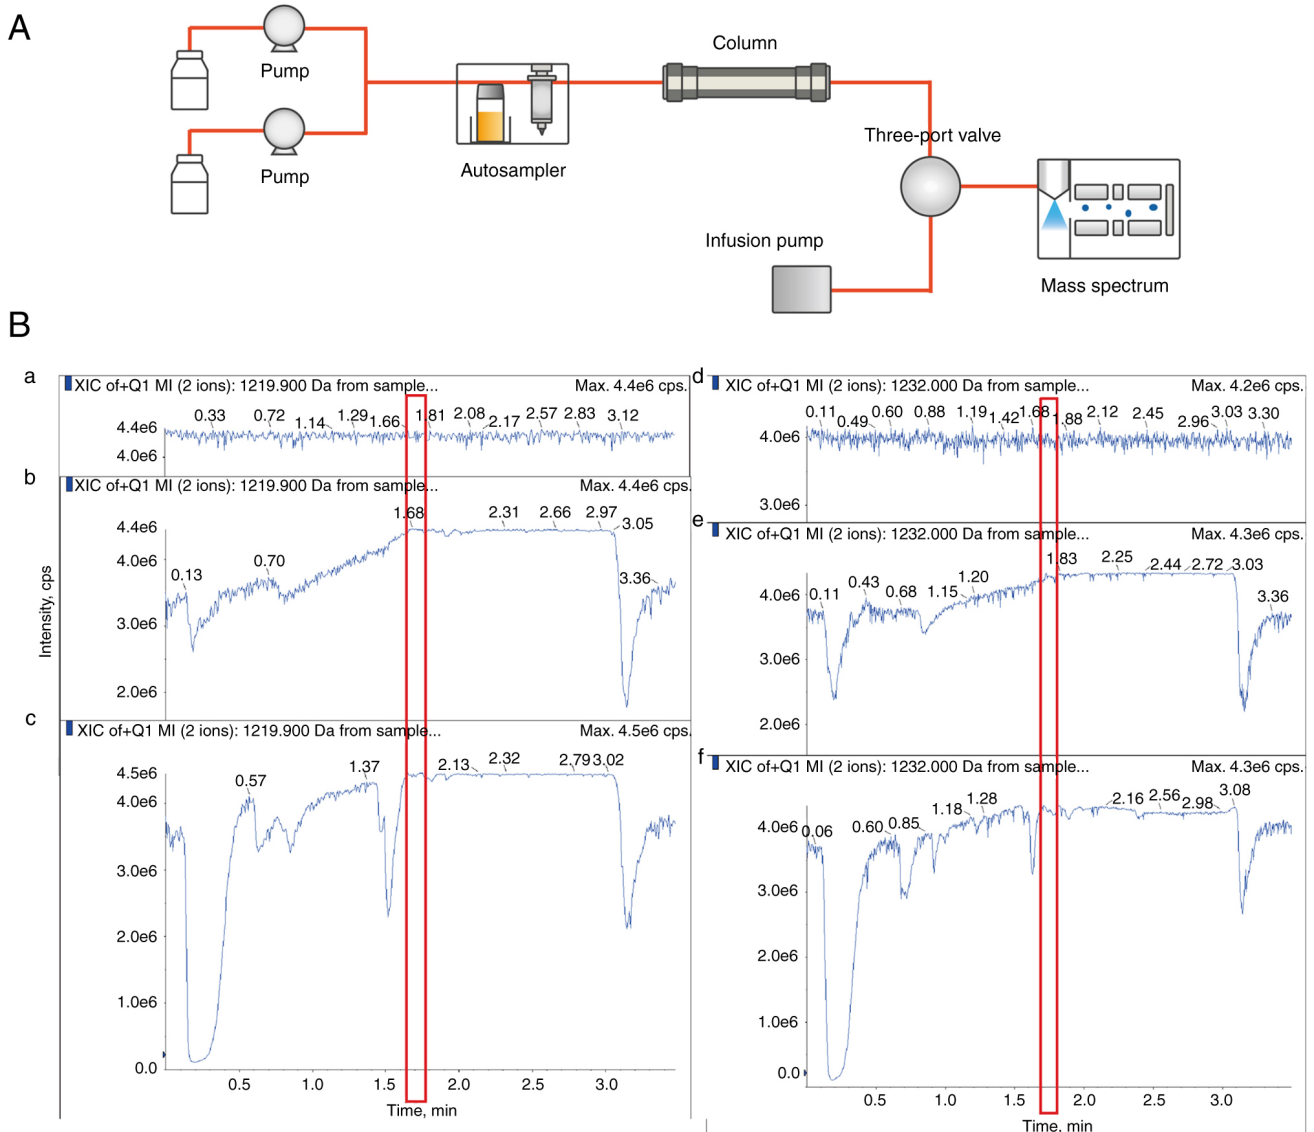 A
Pump
Pump
Autosampler
Column
Three-port valve
Infusion pump
Mass spectrum
B
a
XIC of+Q1 MI (2 ions): 1219.900 Da from sample...
Max. 4.4e6 cps.
0.33
0.72
1.14
1.29
1.66
1.81
2.08
2.17
2.57
2.83
3.12
4.4e6
4.0e6
b
XIC of+Q1 MI (2 ions): 1219.900 Da from sample...
Max. 4.4e6 cps.
4.4e6
4.0e6
3.0e6
2.0e6
0.13
0.70
1.68
2.31
2.66
2.97
3.05
3.36
Intensity, cps
c
XIC of+Q1 MI (2 ions): 1219.900 Da from sample...
Max. 4.5e6 cps.
4.5e6
4.0e6
3.0e6
2.0e6
1.0e6
0.0
0.57
1.37
2.13
2.32
2.79
3.02
0.5
1.0
1.5
2.0
2.5
3.0
Time, min
d
XIC of+Q1 MI (2 ions): 1232.000 Da from sample...
Max. 4.2e6 cps.
0.11
0.49
0.60
0.88
1.19
1.42
1.68
1.88
2.12
2.45
2.96
3.03
3.30
4.0e6
3.0e6
e
XIC of+Q1 MI (2 ions): 1232.000 Da from sample...
Max. 4.3e6 cps.
4.0e6
3.0e6
2.0e6
0.11
0.43
0.68
1.15
1.20
1.83
2.25
2.44
2.72
3.03
3.36
f
XIC of+Q1 MI (2 ions): 1232.000 Da from sample...
Max. 4.3e6 cps.
4.0e6
3.0e6
2.0e6
1.0e6
0.0
0.06
0.60
0.85
1.18
1.28
2.16
2.56
2.98
3.08
0.5
1.0
1.5
2.0
2.5
3.0
Time, min